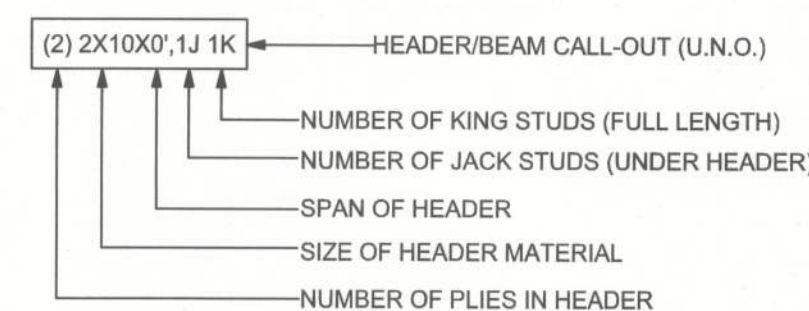 (2) 2X10X0',1J 1K
HEADER/BEAM CALL-OUT (U.N.O.)
NUMBER OF KING STUDS (FULL LENGTH)
NUMBER OF JACK STUDS (UNDER HEADER)
SPAN OF HEADER
SIZE OF HEADER MATERIAL
NUMBER OF PLIES IN HEADER